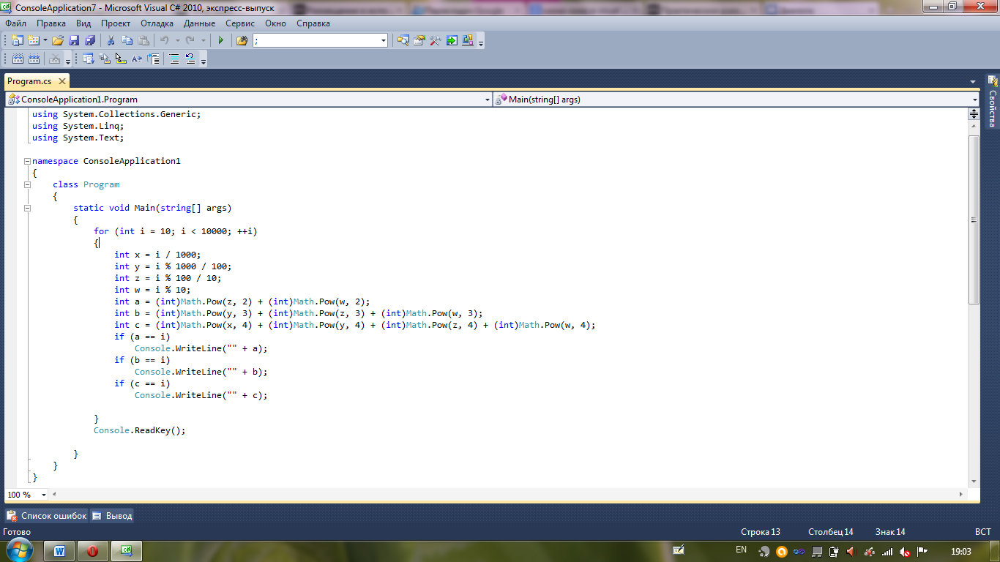 ConsoleApplication7 - Microsoft Visual C# 2010, экспресс-выпуск
Файл Правка Вид Проект Отладка Данные Сервис Окно Справка
;
Program.cs
ConsoleApplication1.Program
Main(string[] args)
Свойства
using System.Collections.Generic;
using System.Linq;
using System.Text;
namespace ConsoleApplication1
{
class Program
{
static void Main(string[] args)
{
for (int i = 10; i < 10000; ++i)
{
int x = i / 1000;
int y = i % 1000 / 100;
int z = i % 100 / 10;
int w = i % 10;
int a = (int)Math.Pow(z, 2) + (int)Math.Pow(w, 2);
int b = (int)Math.Pow(y, 3) + (int)Math.Pow(z, 3) + (int)Math.Pow(w, 3);
int c = (int)Math.Pow(x, 4) + (int)Math.Pow(y, 4) + (int)Math.Pow(z, 4) + (int)Math.Pow(w, 4);
if (a == i)
Console.WriteLine("" + a);
if (b == i)
Console.WriteLine("" + b);
if (c == i)
Console.WriteLine("" + c);
}
Console.ReadKey();
}
}
}
100 %
Список ошибок Вывод
Готово Строка 13 Столбец 14 Знак 14 ВСТ
EN 19:03